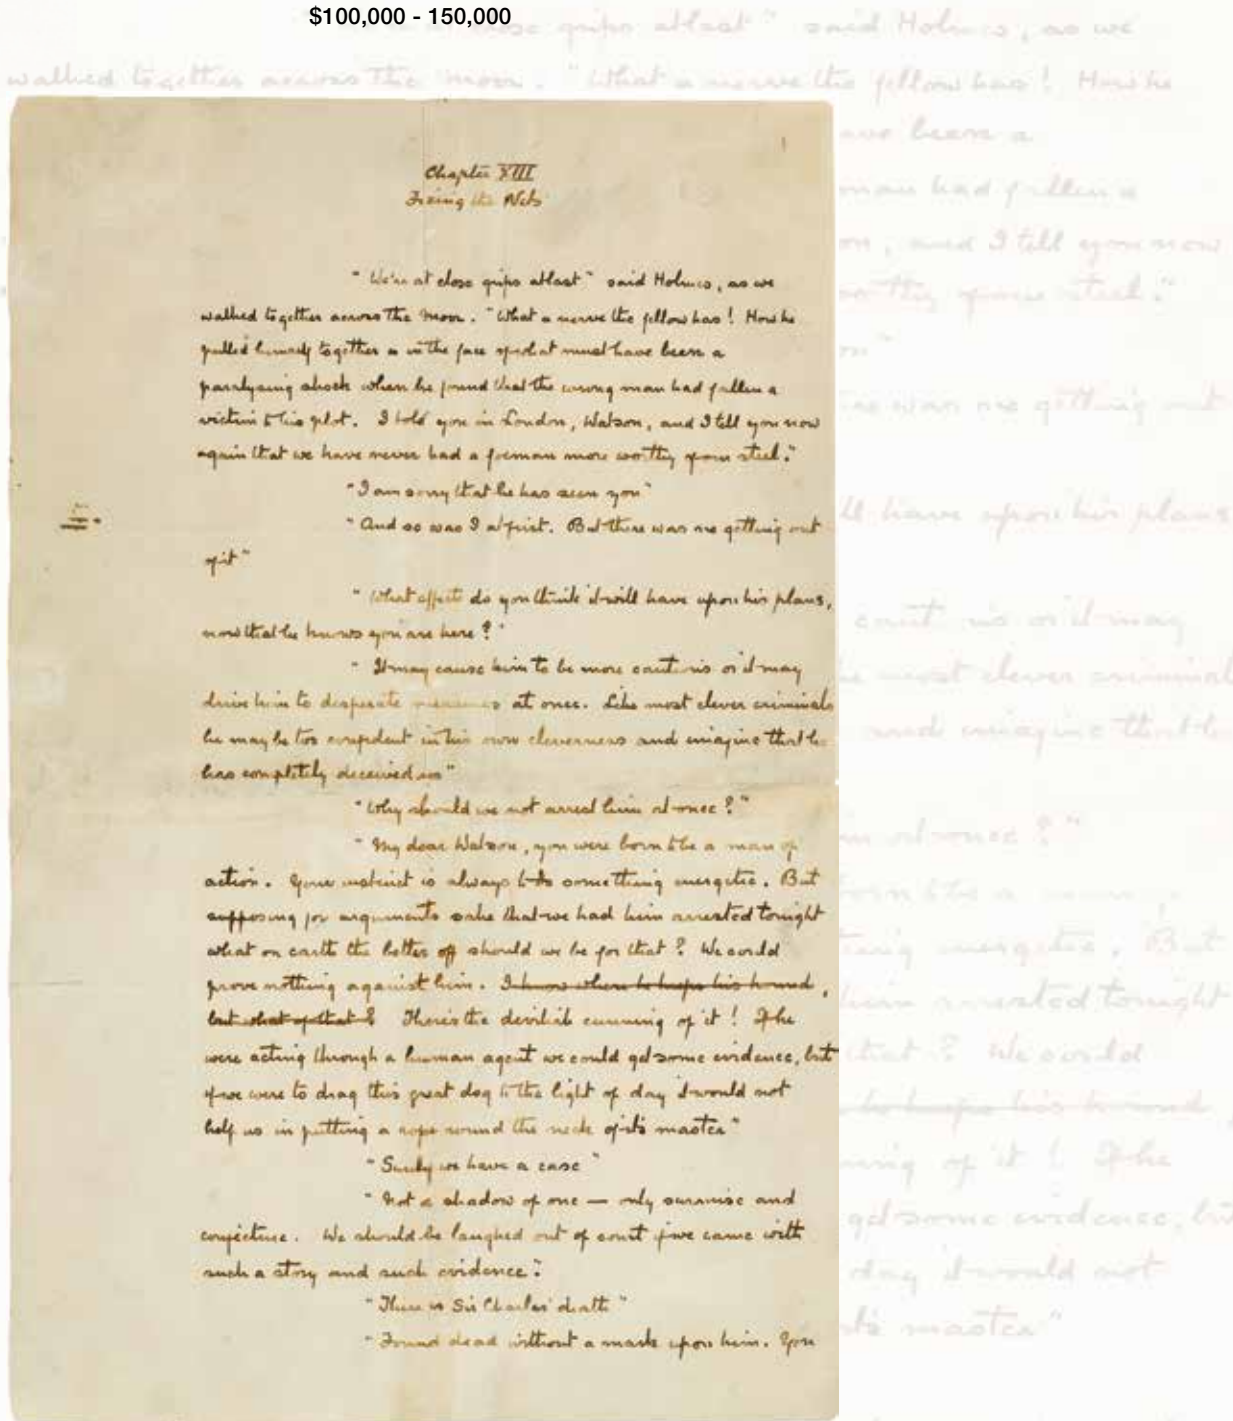 $100,000 - 150,000
Chapter XIII
Fixing the Nets
1
"We're at close grips at last" said Holmes, as we
walked together across the moor. "What a nerve the fellow has! How he
pulled himself together in the face of what must have been a
paralysing shock when he found that the wrong man had fallen a
victim to his plot. I told you in London, Watson, and I tell you now
again that we have never had a foeman more worthy of our steel."
"I am sorry that he has seen you"
"And so was I at first. But there was no getting out
of it"
"What effect do you think it will have upon his plans,
now that he knows you are here?"
"It may cause him to be more cautious or it may
drive him to desperate measures at once. Like most clever criminals
he may be too confident in his own cleverness and imagine that he
has completely deceived us"
"Why should we not arrest him at once?"
"My dear Watson, you were born to be a man of
action. Your instinct is always to do something energetic. But
supposing for arguments sake that we had him arrested tonight
what on earth the better off should we be for that? We could
prove nothing against him. I know where he keeps his hound,
but what of that? There's the devilish cunning of it! If he
were acting through a human agent we could get some evidence, but
if we were to drag this great dog to the light of day it would not
help us in putting a rope round the neck of its master"
"Surely we have a case"
"Not a shadow of one — only surmise and
conjecture. We should be laughed out of court if we came with
such a story and such evidence."
"There is Sir Charles' death"
"Found dead without a mark upon him. You